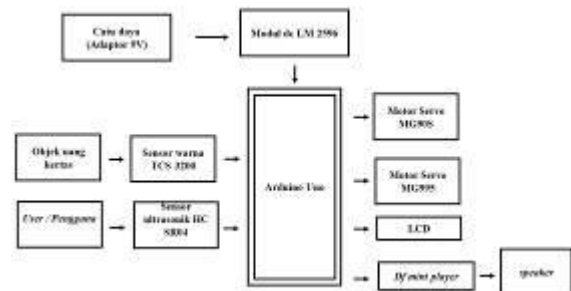 Catu daya
(Adaptor 9V)
Modul dc LM 2596
Objek uang
kertas
Sensor warna
TCS 3200
User / Pengguna
Sensor
ultrasonik HC
SR04
Arduino Uno
Motor Servo
MG90S
Motor Servo
MG90S
LCD
Df mini player
speaker